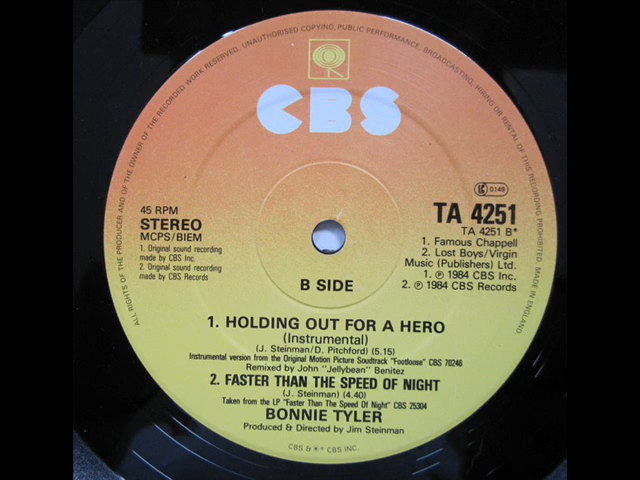 ALL RIGHTS OF THE PRODUCER AND OF THE OWNER OF THE RECORDED WORK RESERVED. UNAUTHORISED COPYING, PUBLIC PERFORMANCE, BROADCASTING, HIRING OR RENTAL OF THIS RECORDING PROHIBITED. MADE IN ENGLAND
CBS
LC 0149
45 RPM
STEREO
MCPS/BIEM
1. Original sound recording
made by CBS Inc.
2. Original sound recording
made by CBS Records
TA 4251
TA 4251 B*
1. Famous Chappell
2. Lost Boys/Virgin
Music (Publishers) Ltd.
1. ℗ 1984 CBS Inc.
2. ℗ 1984 CBS Records
B SIDE
1. HOLDING OUT FOR A HERO
(Instrumental)
(J. Steinman/D. Pitchford) (5.15)
Instrumental version from the Original Motion Picture Soudtrack "Footloose" CBS 70246
Remixed by John "Jellybean" Benitez
2. FASTER THAN THE SPEED OF NIGHT
(J. Steinman) (4.40)
Taken from the LP "Faster Than The Speed Of Night" CBS 25304
BONNIE TYLER
Produced & Directed by Jim Steinman
CBS & ✳* CBS INC.